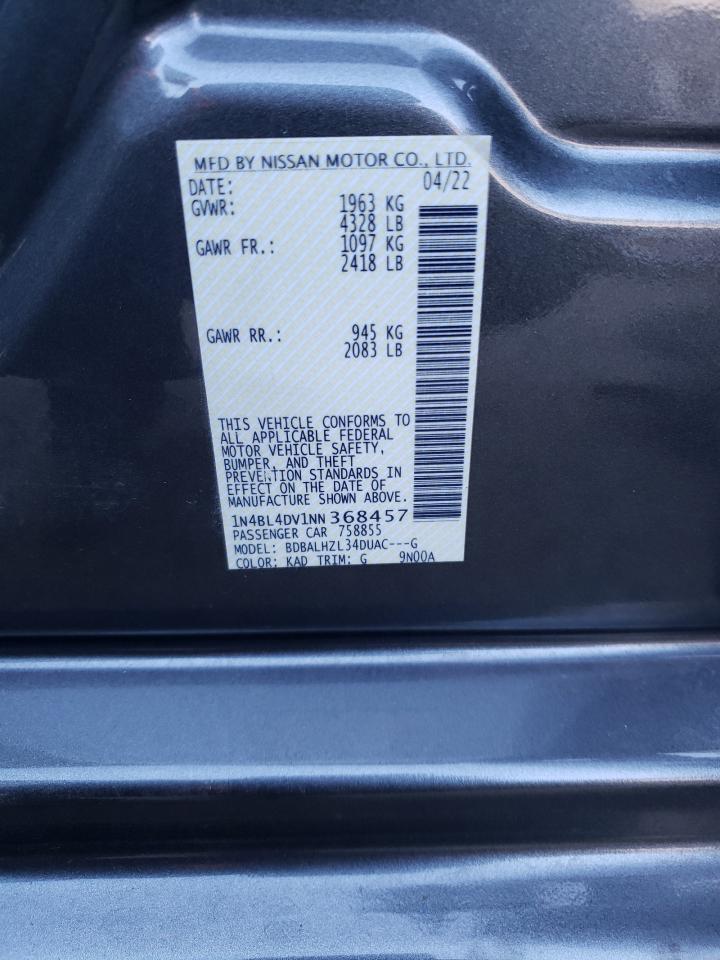 MFD BY NISSAN MOTOR CO., LTD.
DATE: 04/22
GVWR: 1963 KG
4328 LB
GAWR FR.: 1097 KG
2418 LB
GAWR RR.: 945 KG
2083 LB
THIS VEHICLE CONFORMS TO
ALL APPLICABLE FEDERAL
MOTOR VEHICLE SAFETY,
BUMPER, AND THEFT
PREVENTION STANDARDS IN
EFFECT ON THE DATE OF
MANUFACTURE SHOWN ABOVE.
1N4BL4DV1NN368457
PASSENGER CAR 758855
MODEL: BDBALHZL34DUAC---G
COLOR: KAD TRIM: G 9N00A